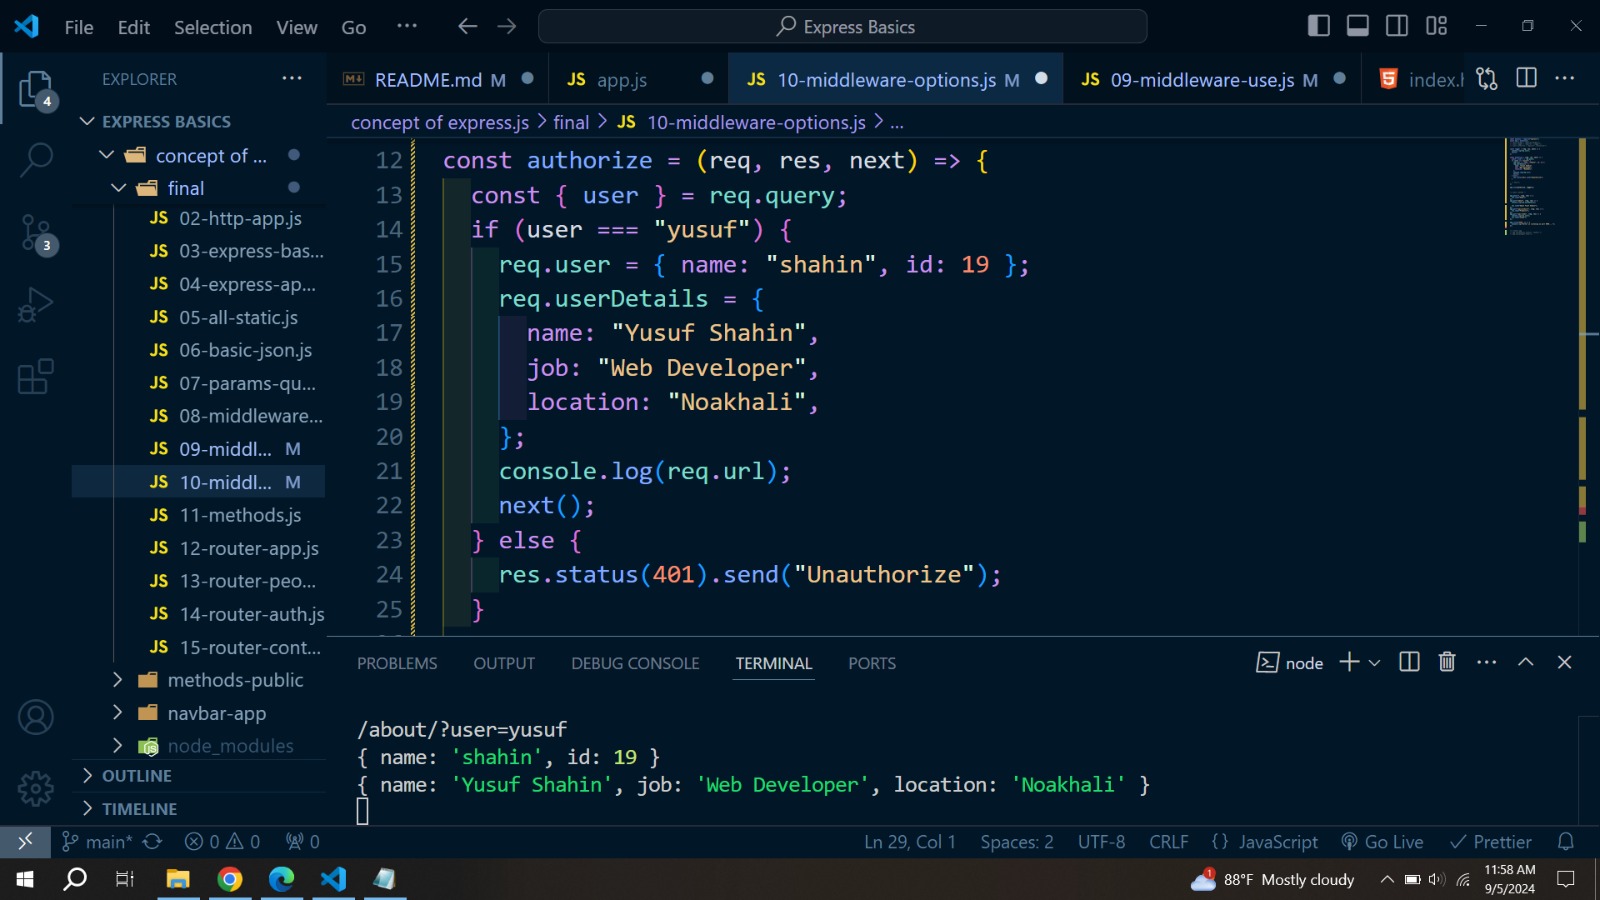 File Edit Selection View Go ··· Express Basics
EXPLORER ···
4
3
EXPRESS BASICS
concept of ...
final
JS 02-http-app.js
JS 03-express-bas...
JS 04-express-ap...
JS 05-all-static.js
JS 06-basic-json.js
JS 07-params-qu...
JS 08-middleware...
JS 09-middl... M
JS 10-middl... M
JS 11-methods.js
JS 12-router-app.js
JS 13-router-peo...
JS 14-router-auth.js
JS 15-router-cont...
methods-public
navbar-app
node_modules
OUTLINE
TIMELINE
README.md M JS app.js JS 10-middleware-options.js M JS 09-middleware-use.js M index.h ···
concept of express.js > final > JS 10-middleware-options.js > ...
12 const authorize = (req, res, next) => {
13 const { user } = req.query;
14 if (user === "yusuf") {
15 req.user = { name: "shahin", id: 19 };
16 req.userDetails = {
17 name: "Yusuf Shahin",
18 job: "Web Developer",
19 location: "Noakhali",
20 };
21 console.log(req.url);
22 next();
23 } else {
24 res.status(401).send("Unauthorize");
25 }
PROBLEMS OUTPUT DEBUG CONSOLE TERMINAL PORTS node ···
/about/?user=yusuf
{ name: 'shahin', id: 19 }
{ name: 'Yusuf Shahin', job: 'Web Developer', location: 'Noakhali' }
main* 0 0 0 Ln 29, Col 1 Spaces: 2 UTF-8 CRLF {} JavaScript Go Live Prettier
1 88°F Mostly cloudy 11:58 AM
9/5/2024